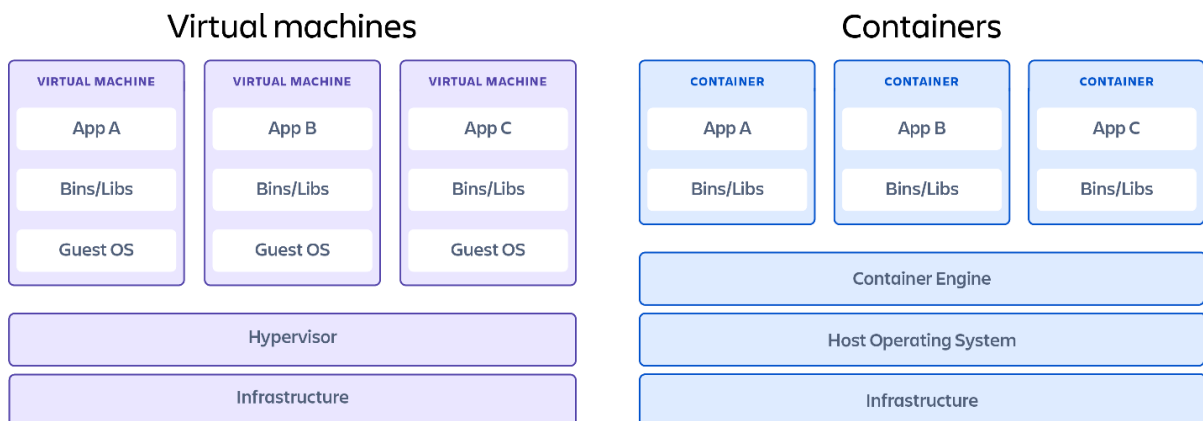 Virtual machines
VIRTUAL MACHINE
App A
Bins/Libs
Guest OS
VIRTUAL MACHINE
App B
Bins/Libs
Guest OS
VIRTUAL MACHINE
App C
Bins/Libs
Guest OS
Hypervisor
Infrastructure
Containers
CONTAINER
App A
Bins/Libs
CONTAINER
App B
Bins/Libs
CONTAINER
App C
Bins/Libs
Container Engine
Host Operating System
Infrastructure